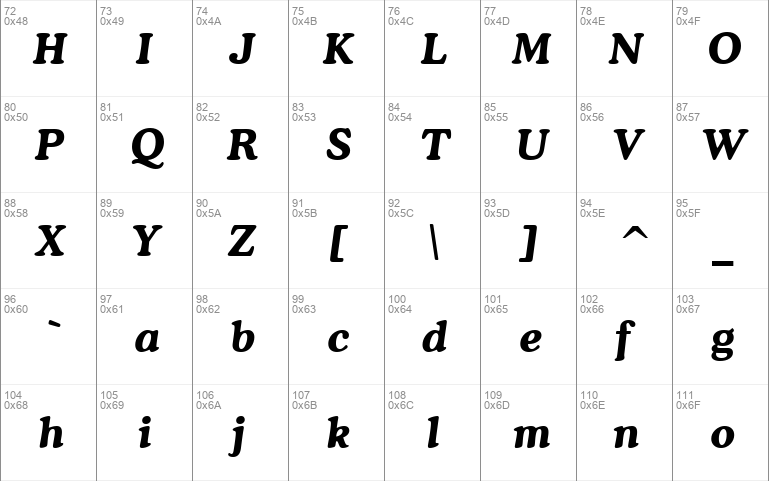 72 73 74 75 76 77 78 79
0x48 0x49 0x4A 0x4B 0x4C 0x4D 0x4E 0x4F
H I J K L M N O
80 81 82 83 84 85 86 87
0x50 0x51 0x52 0x53 0x54 0x55 0x56 0x57
P Q R S T U V W
88 89 90 91 92 93 94 95
0x58 0x59 0x5A 0x5B 0x5C 0x5D 0x5E 0x5F
X Y Z [ \ ] ^ _
96 97 98 99 100 101 102 103
0x60 0x61 0x62 0x63 0x64 0x65 0x66 0x67
` a b c d e f g
104 105 106 107 108 109 110 111
0x68 0x69 0x6A 0x6B 0x6C 0x6D 0x6E 0x6F
h i j k l m n o